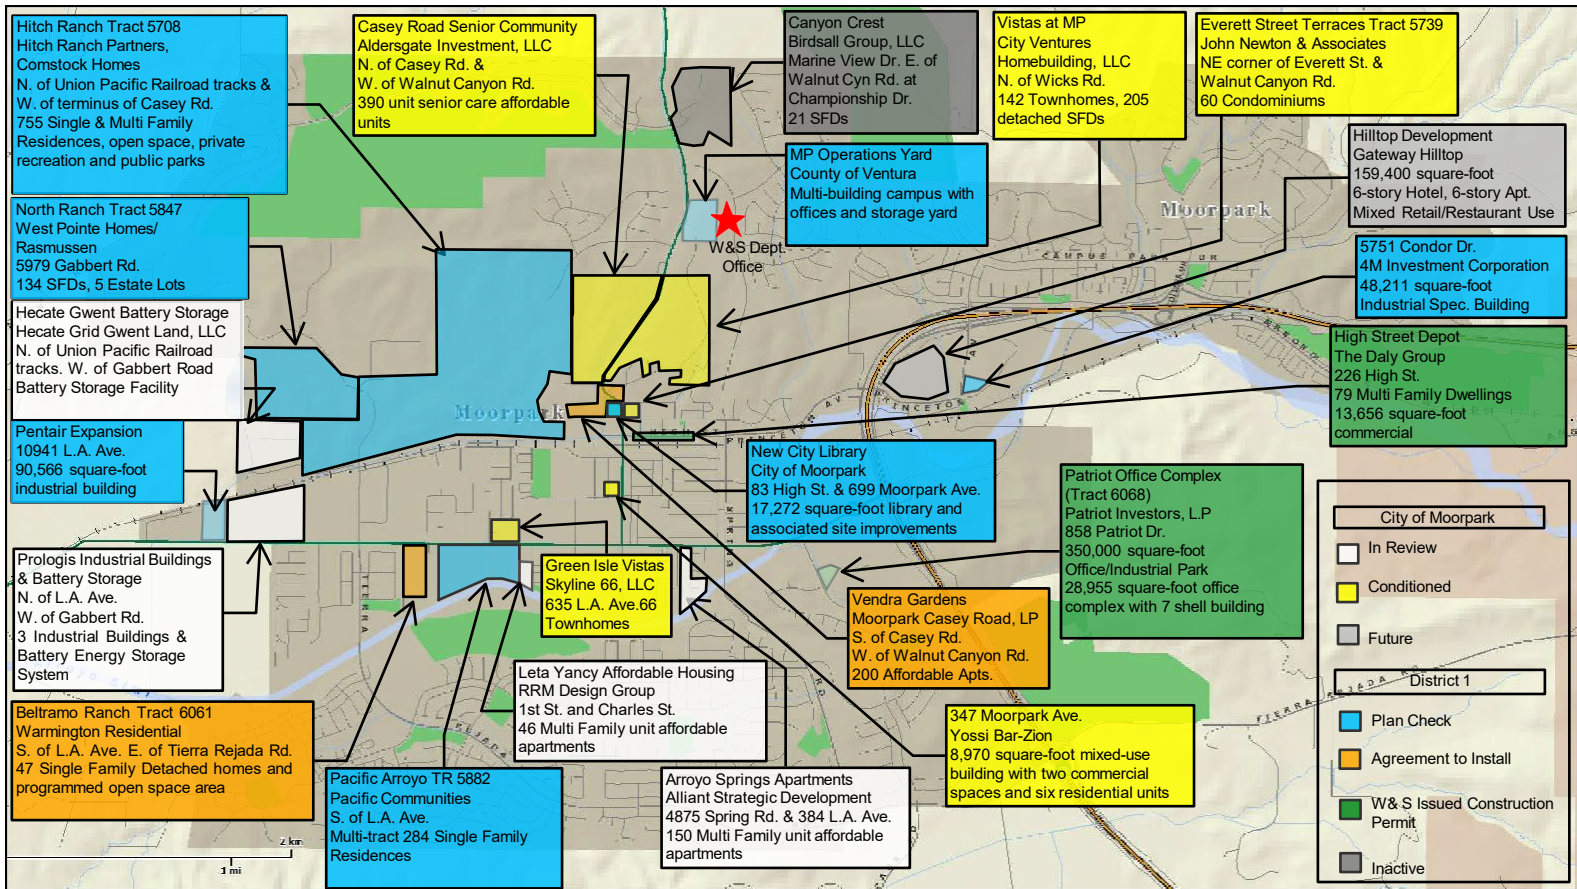 Hitch Ranch Tract 5708
Hitch Ranch Partners,
Comstock Homes
N. of Union Pacific Railroad tracks &
W. of terminus of Casey Rd.
755 Single & Multi Family
Residences, open space, private
recreation and public parks
Casey Road Senior Community
Aldersgate Investment, LLC
N. of Casey Rd. &
W. of Walnut Canyon Rd.
390 unit senior care affordable
units
Canyon Crest
Birdsall Group, LLC
Marine View Dr. E. of
Walnut Cyn Rd. at
Championship Dr.
21 SFDs
Vistas at MP
City Ventures
Homebuilding, LLC
N. of Wicks Rd.
142 Townhomes, 205
detached SFDs
Everett Street Terraces Tract 5739
John Newton & Associates
NE corner of Everett St. &
Walnut Canyon Rd.
60 Condominiums
Hilltop Development
Gateway Hilltop
159,400 square-foot
6-story Hotel, 6-story Apt.
Mixed Retail/Restaurant Use
MP Operations Yard
County of Ventura
Multi-building campus with
offices and storage yard
W&S Dept.
Office
Moorpark
North Ranch Tract 5847
West Pointe Homes/
Rasmussen
5979 Gabbert Rd.
134 SFDs, 5 Estate Lots
5751 Condor Dr.
4M Investment Corporation
48,211 square-foot
Industrial Spec. Building
CAMPUS PARK DR
Hecate Gwent Battery Storage
Hecate Grid Gwent Land, LLC
N. of Union Pacific Railroad
tracks. W. of Gabbert Road
Battery Storage Facility
High Street Depot
The Daly Group
226 High St.
79 Multi Family Dwellings
13,656 square-foot
commercial
Moorpark
PRINCETON
Pentair Expansion
10941 L.A. Ave.
90,566 square-foot
industrial building
New City Library
City of Moorpark
83 High St. & 699 Moorpark Ave.
17,272 square-foot library and
associated site improvements
Patriot Office Complex
(Tract 6068)
Patriot Investors, L.P
858 Patriot Dr.
350,000 square-foot
Office/Industrial Park
28,955 square-foot office
complex with 7 shell building
Prologis Industrial Buildings
& Battery Storage
N. of L.A. Ave.
W. of Gabbert Rd.
3 Industrial Buildings &
Battery Energy Storage
System
Green Isle Vistas
Skyline 66, LLC
635 L.A. Ave.66
Townhomes
Vendra Gardens
Moorpark Casey Road, LP
S. of Casey Rd.
W. of Walnut Canyon Rd.
200 Affordable Apts.
TIERRA
Leta Yancy Affordable Housing
RRM Design Group
1st St. and Charles St.
46 Multi Family unit affordable
apartments
Beltramo Ranch Tract 6061
Warmington Residential
S. of L.A. Ave. E. of Tierra Rejada Rd.
47 Single Family Detached homes and
programmed open space area
Pacific Arroyo TR 5882
Pacific Communities
S. of L.A. Ave.
Multi-tract 284 Single Family
Residences
Arroyo Springs Apartments
Alliant Strategic Development
4875 Spring Rd. & 384 L.A. Ave.
150 Multi Family unit affordable
apartments
347 Moorpark Ave.
Yossi Bar-Zion
8,970 square-foot mixed-use
building with two commercial
spaces and six residential units
TIERRA REJADA RD
City of Moorpark
In Review
Conditioned
Future
District 1
Plan Check
Agreement to Install
W& S Issued Construction
Permit
Inactive
2 km
1 mi